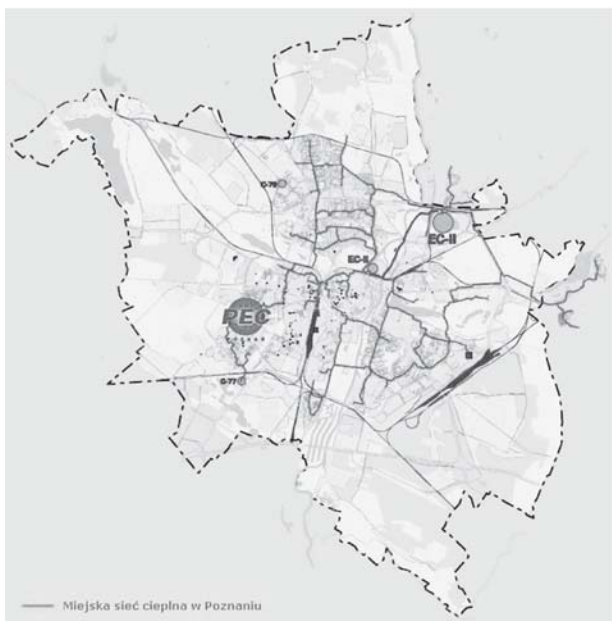 C-79
EC-II
EC-II
PEC
C-77
Miejska sieć cieplna w Poznaniu